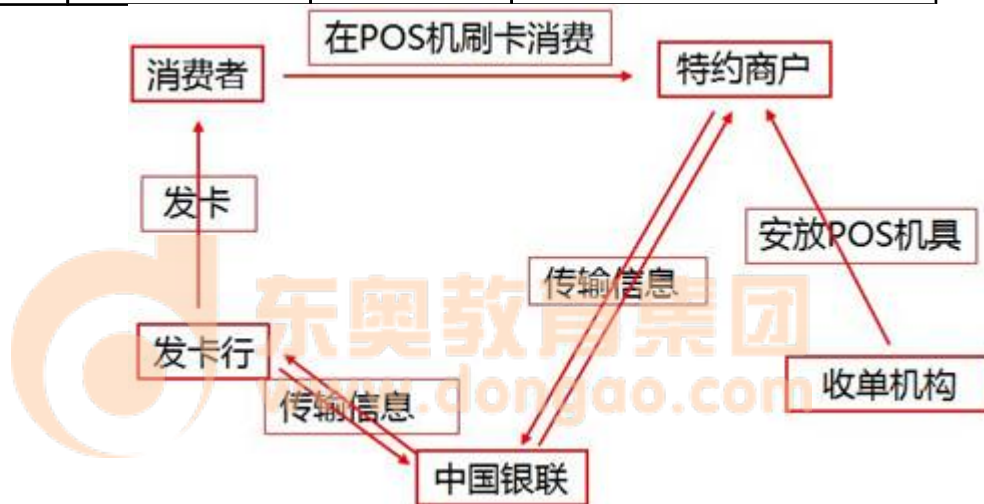 在POS机刷卡消费
消费者
特约商户
发卡
安放POS机具
传输信息
东奥教育集团
www.dongao.com
发卡行
收单机构
传输信息
中国银联